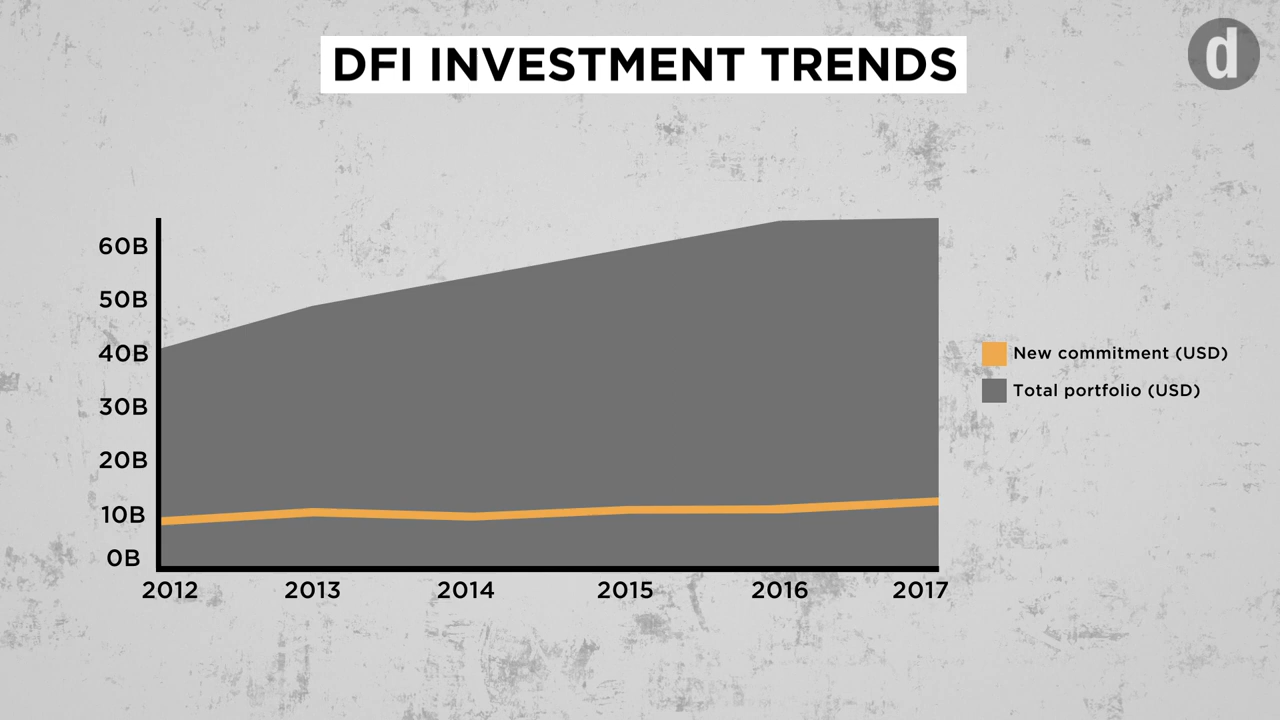 DFI INVESTMENT TRENDS
d
60B
50B
40B
30B
20B
10B
0B
2012 2013 2014 2015 2016 2017
New commitment (USD)
Total portfolio (USD)